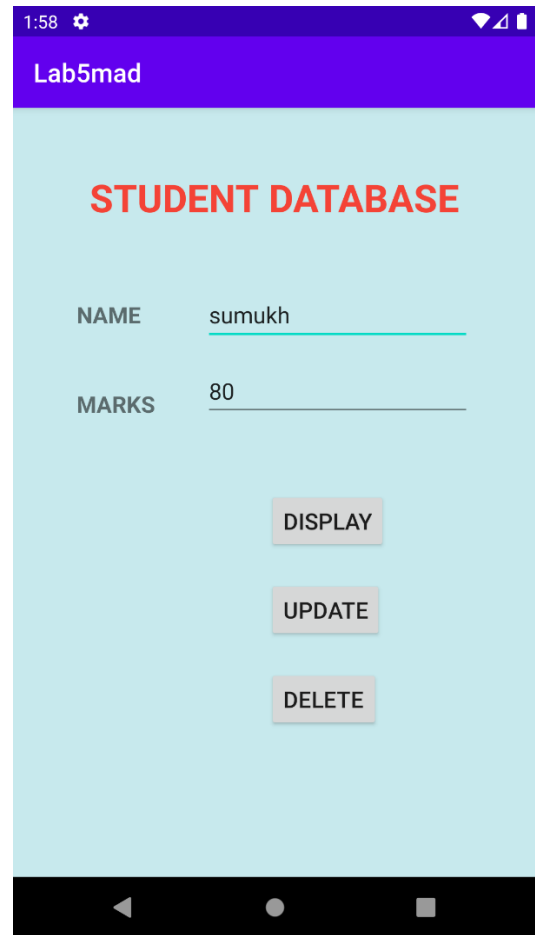 1:58
Lab5mad
STUDENT DATABASE
NAME sumukh
MARKS 80
DISPLAY
UPDATE
DELETE